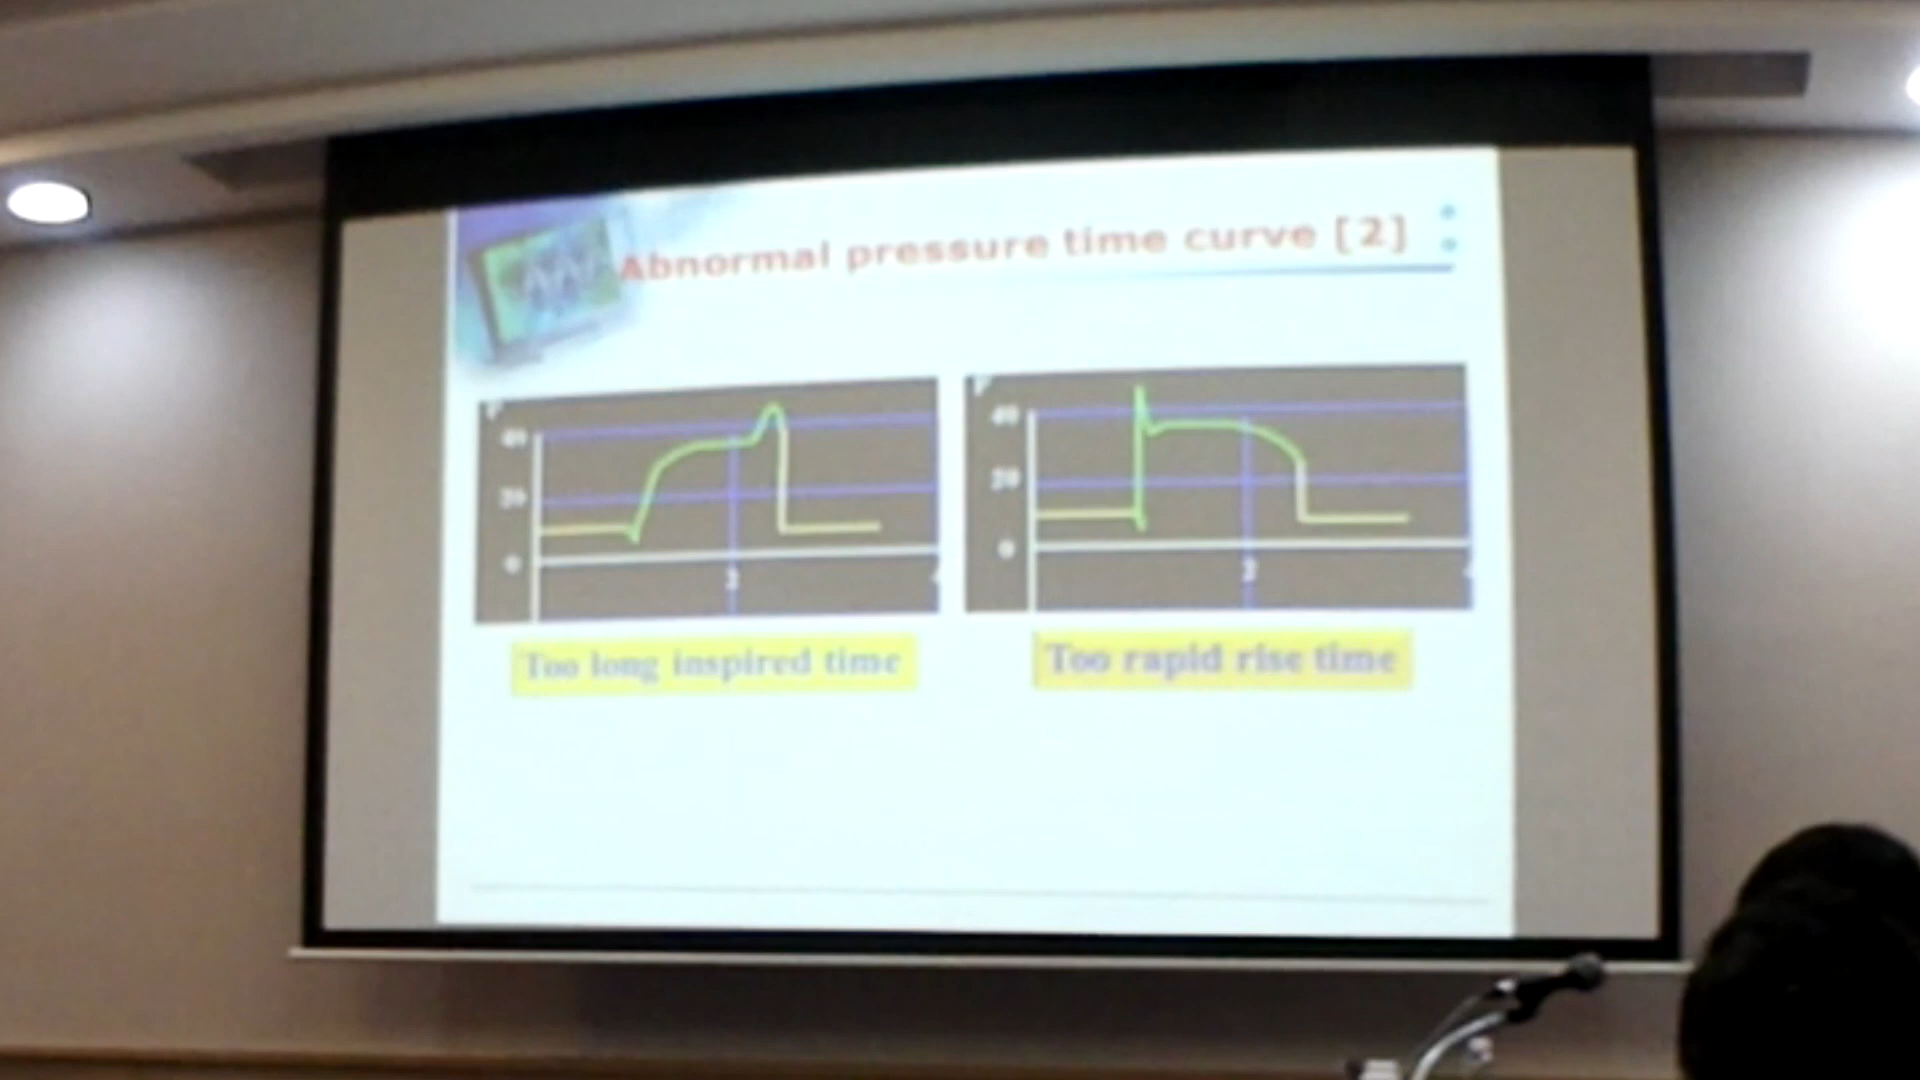 Abnormal pressure time curve [2]
P
40
20
0
2
4
P
40
20
0
2
Too long inspired time
Too rapid rise time